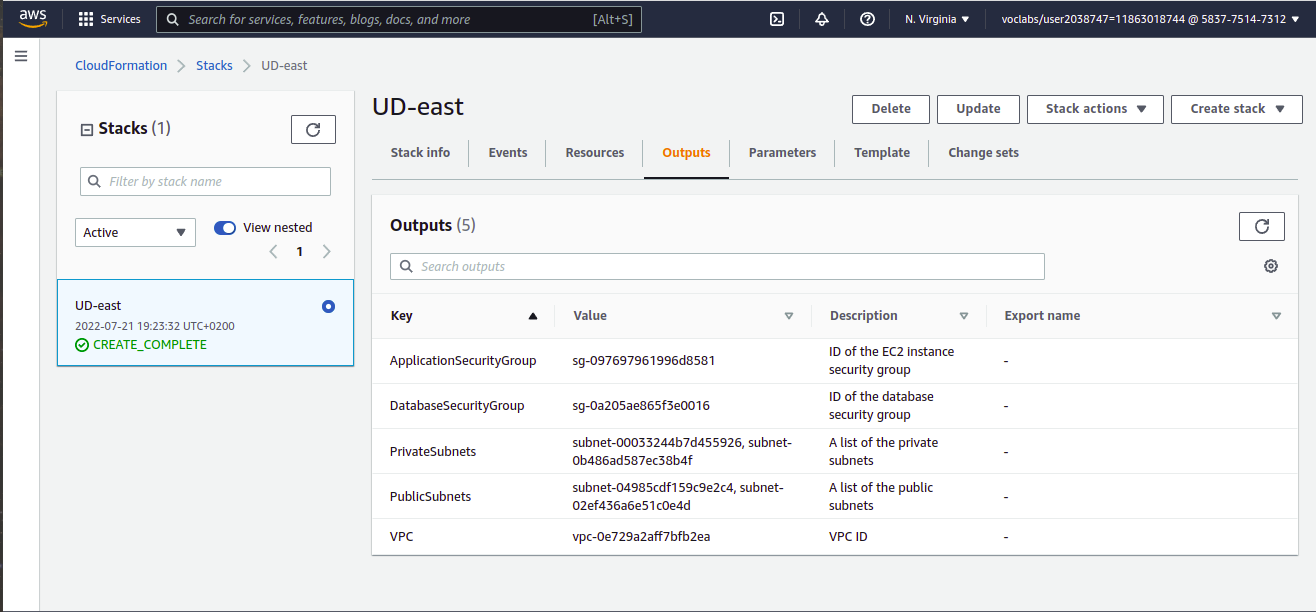 aws
Services
Search for services, features, blogs, docs, and more
[Alt+S]
N. Virginia
voclabs/user2038747=11863018744 @ 5837-7514-7312
CloudFormation
Stacks
UD-east
Stacks (1)
Filter by stack name
Active
View nested
1
UD-east
2022-07-21 19:23:32 UTC+0200
CREATE_COMPLETE
UD-east
Delete
Update
Stack actions
Create stack
Stack info
Events
Resources
Outputs
Parameters
Template
Change sets
Outputs (5)
Search outputs
Key
Value
Description
Export name
ApplicationSecurityGroup
sg-097697961996d8581
ID of the EC2 instance
security group
-
DatabaseSecurityGroup
sg-0a205ae865f3e0016
ID of the database
security group
-
PrivateSubnets
subnet-00033244b7d455926, subnet-
0b486ad587ec38b4f
A list of the private
subnets
-
PublicSubnets
subnet-04985cdf159c9e2c4, subnet-
02ef436a6e51c0e4d
A list of the public
subnets
-
VPC
vpc-0e729a2aff7bfb2ea
VPC ID
-